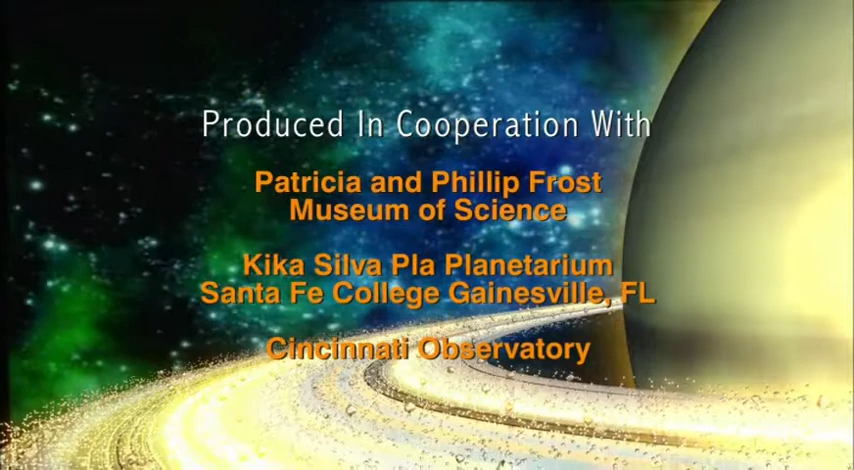 Produced In Cooperation With
Patricia and Phillip Frost
Museum of Science
Kika Silva Pla Planetarium
Santa Fe College Gainesville, FL
Cincinnati Observatory